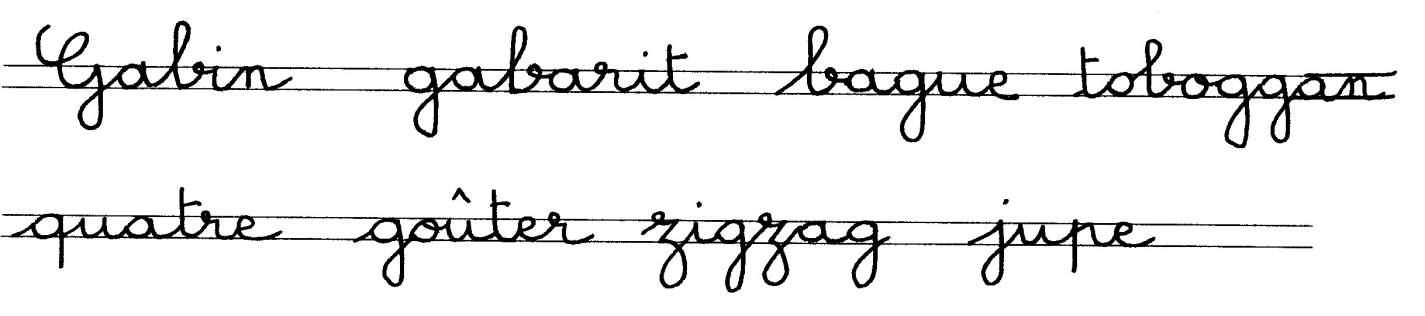 Gabin gabarit bague toboggan
quatre goûter zigzag jupe